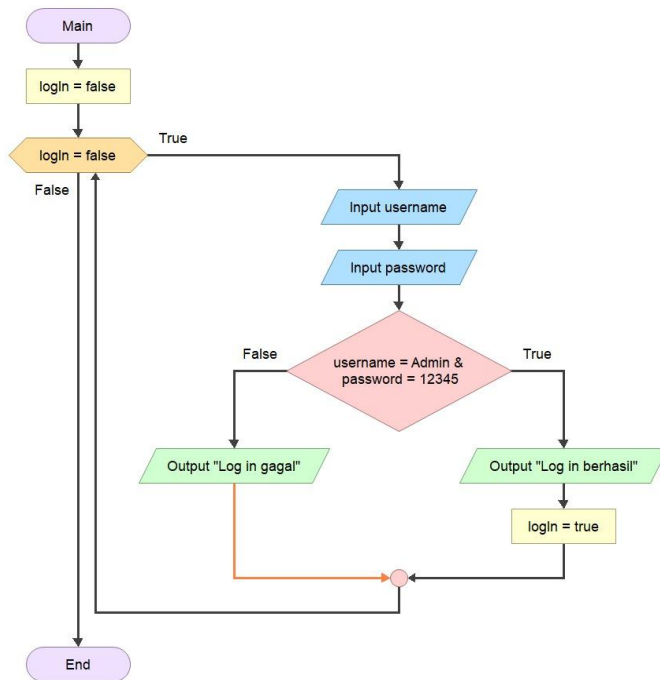 Main
logIn = false
logIn = false
True
False
Input username
Input password
username = Admin &
password = 12345
False
True
Output "Log in gagal"
Output "Log in berhasil"
logIn = true
End